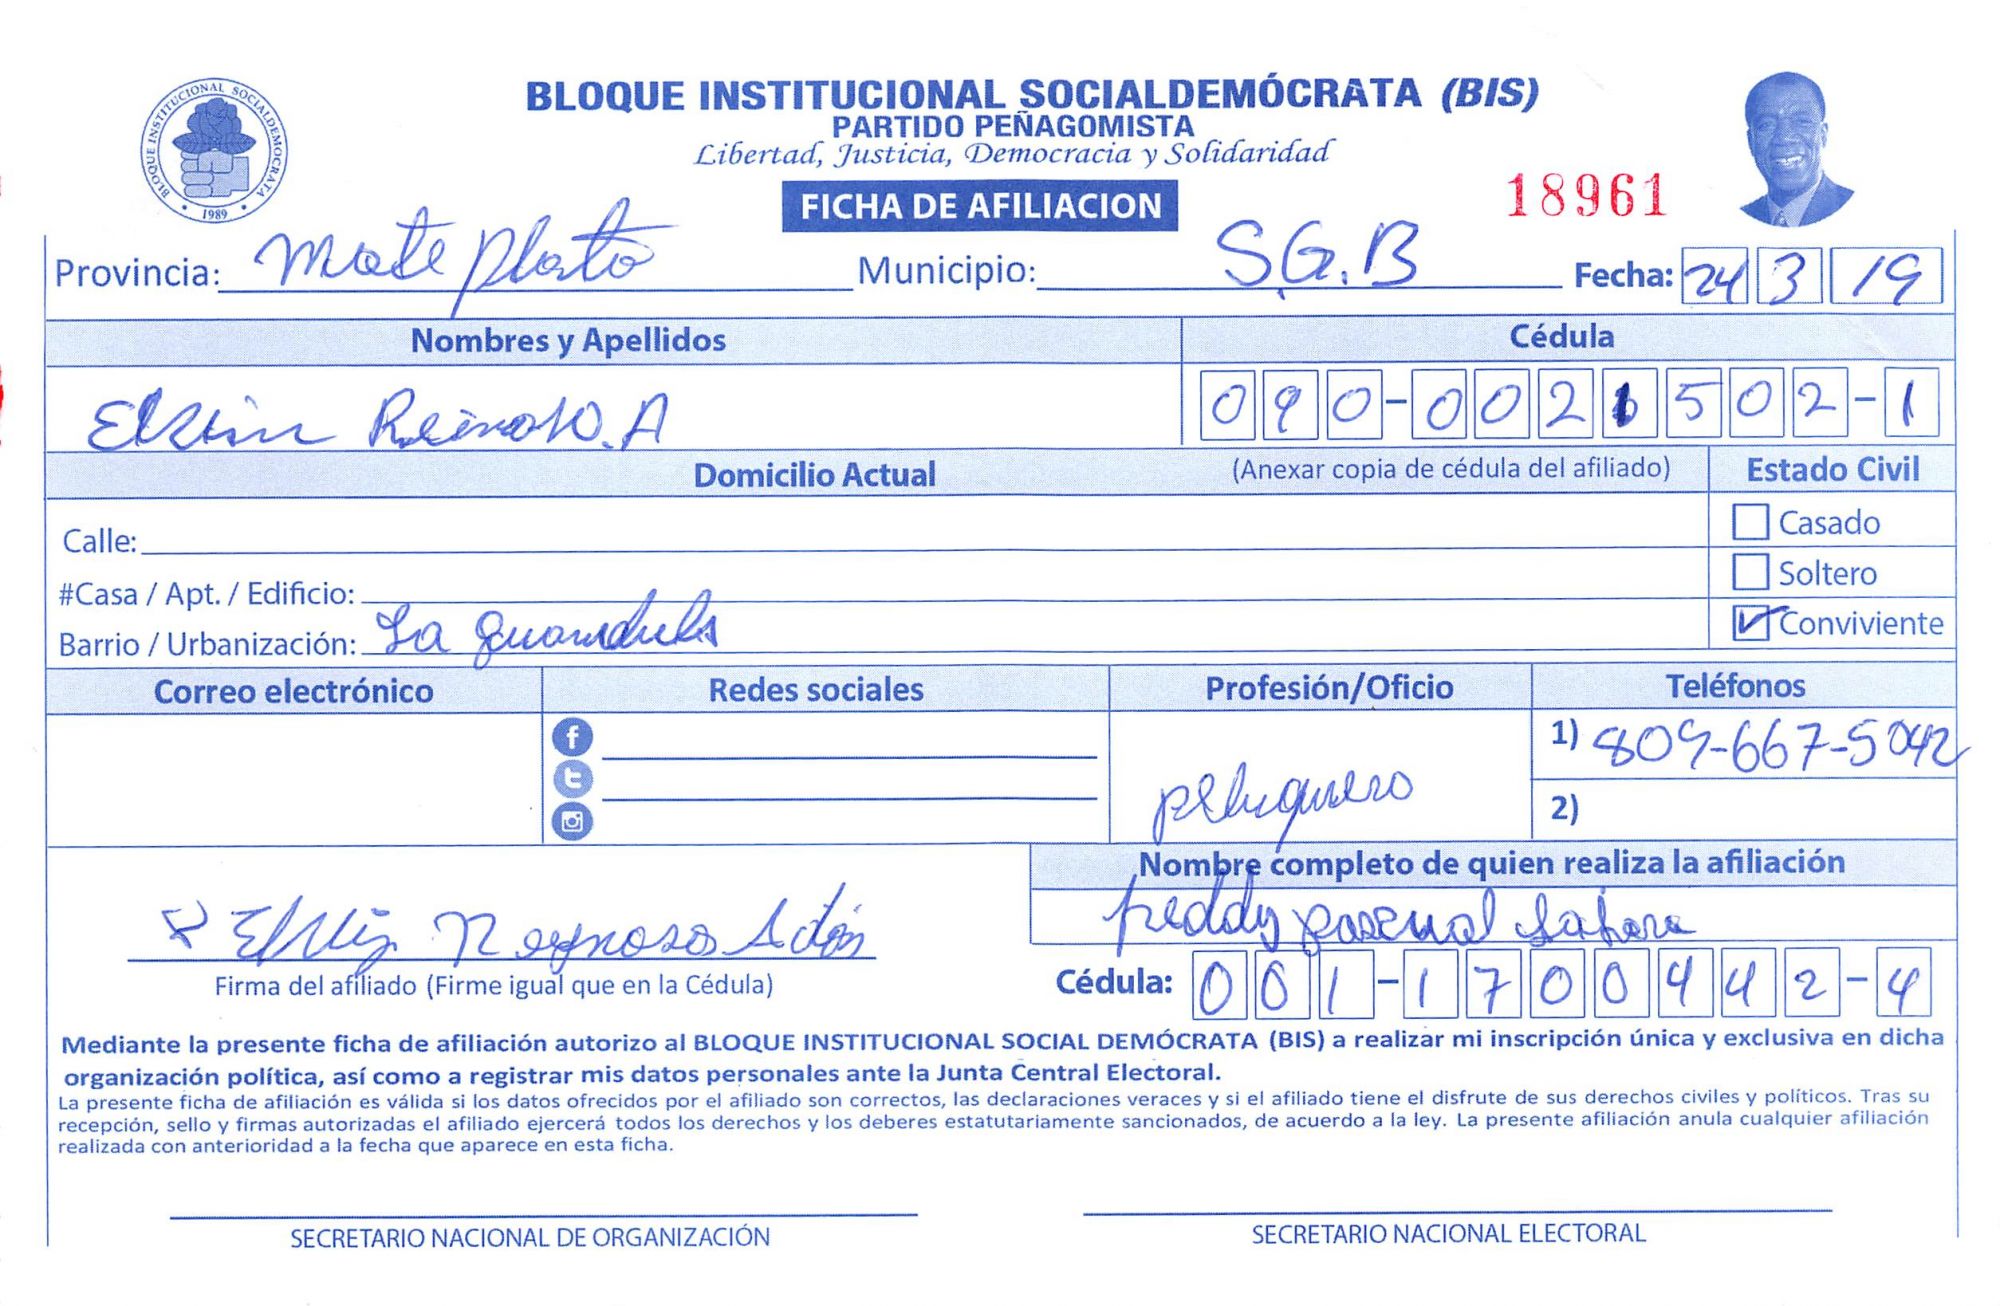 BLOQUE INSTITUCIONAL SOCIALDEMÓCRATA (BIS)
PARTIDO PEÑAGOMISTA
Libertad, Justicia, Democracia y Solidaridad
BLOQUE INSTITUCIONAL SOCIALDEMOCRATA
1989
FICHA DE AFILIACION
18961
Provincia: Mote plata Municipio: S.G.B Fecha: 24 3 19
Nombres y Apellidos Cédula
A 090-0021502-1
Domicilio Actual (Anexar copia de cédula del afiliado) Estado Civil
Calle: Casado
#Casa / Apt. / Edificio: Soltero
Barrio / Urbanización: La Conviviente
Correo electrónico Redes sociales Profesión/Oficio Teléfonos
1) 809-667-5042
peluquero
2)
Nombre completo de quien realiza la afiliación
freddy pascual
Reynoso Adón
Firma del afiliado (Firme igual que en la Cédula) Cédula: 001-1700442-4
Mediante la presente ficha de afiliación autorizo al BLOQUE INSTITUCIONAL SOCIAL DEMÓCRATA (BIS) a realizar mi inscripción única y exclusiva en dicha
organización política, así como a registrar mis datos personales ante la Junta Central Electoral.
La presente ficha de afiliación es válida si los datos ofrecidos por el afiliado son correctos, las declaraciones veraces y si el afiliado tiene el disfrute de sus derechos civiles y políticos. Tras su
recepción, sello y firmas autorizadas el afiliado ejercerá todos los derechos y los deberes estatutariamente sancionados, de acuerdo a la ley. La presente afiliación anula cualquier afiliación
realizada con anterioridad a la fecha que aparece en esta ficha.
SECRETARIO NACIONAL DE ORGANIZACIÓN SECRETARIO NACIONAL ELECTORAL